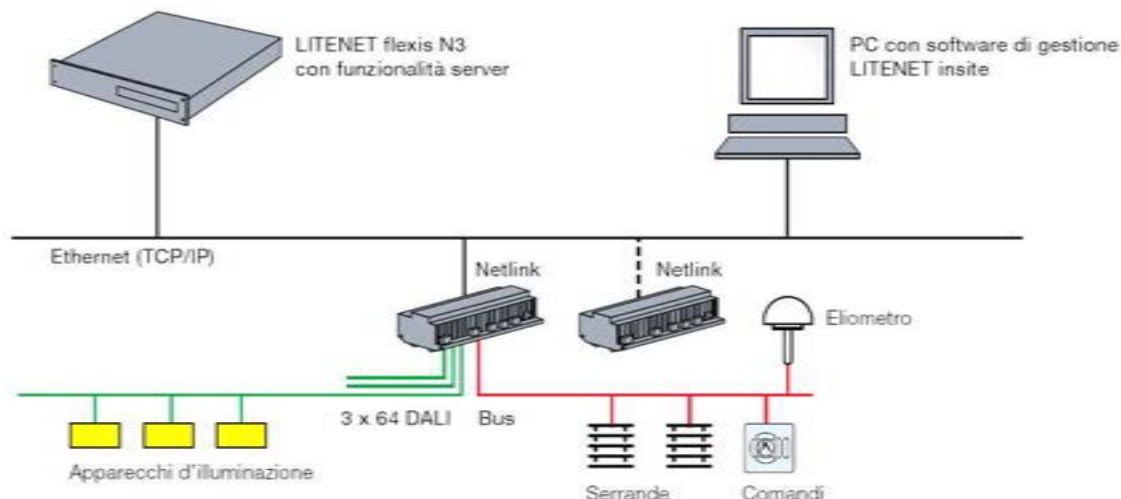 LITENET flexis N3
con funzionalità server
PC con software di gestione
LITENET insite
Ethernet (TCP/IP)
Netlink
Netlink
Eliometro
3 x 64 DALI
Bus
Apparecchi d'illuminazione
Serrande
Comandi